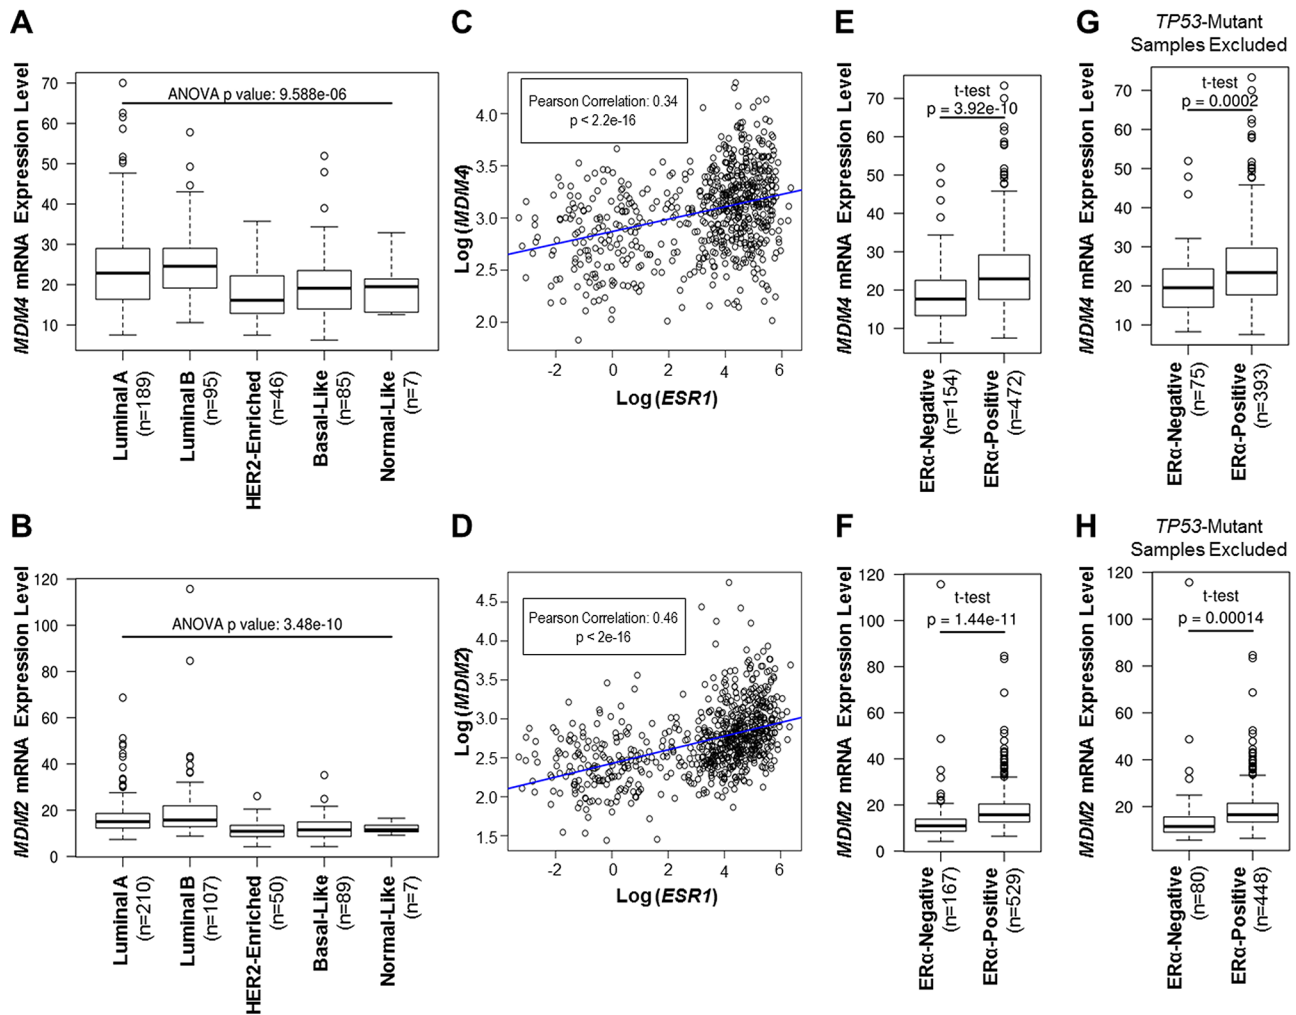 A
MDM4 mRNA Expression Level
70
60
50
40
30
20
10
ANOVA p value: 9.588e-06
Luminal A
(n=189)
Luminal B
(n=95)
HER2-Enriched
(n=46)
Basal-Like
(n=85)
Normal-Like
(n=7)
C
Log (MDM4)
4.0
3.5
3.0
2.5
2.0
Pearson Correlation: 0.34
p < 2.2e-16
-2
0
2
4
6
Log (ESR1)
E
MDM4 mRNA Expression Level
70
60
50
40
30
20
10
t-test
p = 3.92e-10
ERα-Negative
(n=154)
ERα-Positive
(n=472)
G
TP53-Mutant
Samples Excluded
MDM4 mRNA Expression Level
70
60
50
40
30
20
10
t-test
p = 0.0002
ERα-Negative
(n=75)
ERα-Positive
(n=393)
B
MDM2 mRNA Expression Level
120
100
80
60
40
20
0
ANOVA p value: 3.48e-10
Luminal A
(n=210)
Luminal B
(n=107)
HER2-Enriched
(n=50)
Basal-Like
(n=89)
Normal-Like
(n=7)
D
Log (MDM2)
4.5
4.0
3.5
3.0
2.5
2.0
1.5
Pearson Correlation: 0.46
p < 2e-16
-2
0
2
4
6
Log (ESR1)
F
MDM2 mRNA Expression Level
120
100
80
60
40
20
0
t-test
p = 1.44e-11
ERα-Negative
(n=167)
ERα-Positive
(n=529)
H
TP53-Mutant
Samples Excluded
MDM2 mRNA Expression Level
120
100
80
60
40
20
t-test
p = 0.00014
ERα-Negative
(n=80)
ERα-Positive
(n=448)